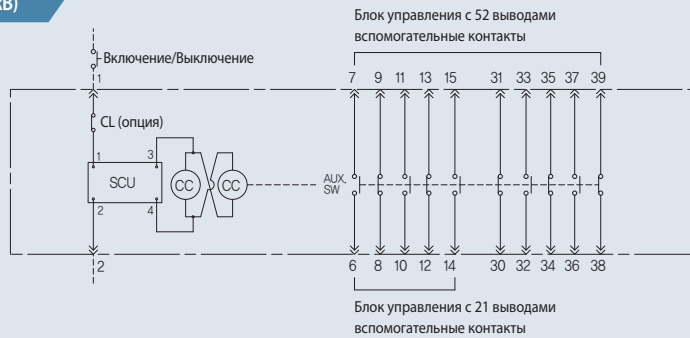 кВ)
Блок управления с 52 выводами
вспомогательные контакты
Включение/Выключение
1
7 9 11 13 15 31 33 35 37 39
CL (опция)
1 3
SCU CC CC
AUX.
SW
2 4
2
6 8 10 12 14 30 32 34 36 38
Блок управления с 21 выводами
вспомогательные контакты